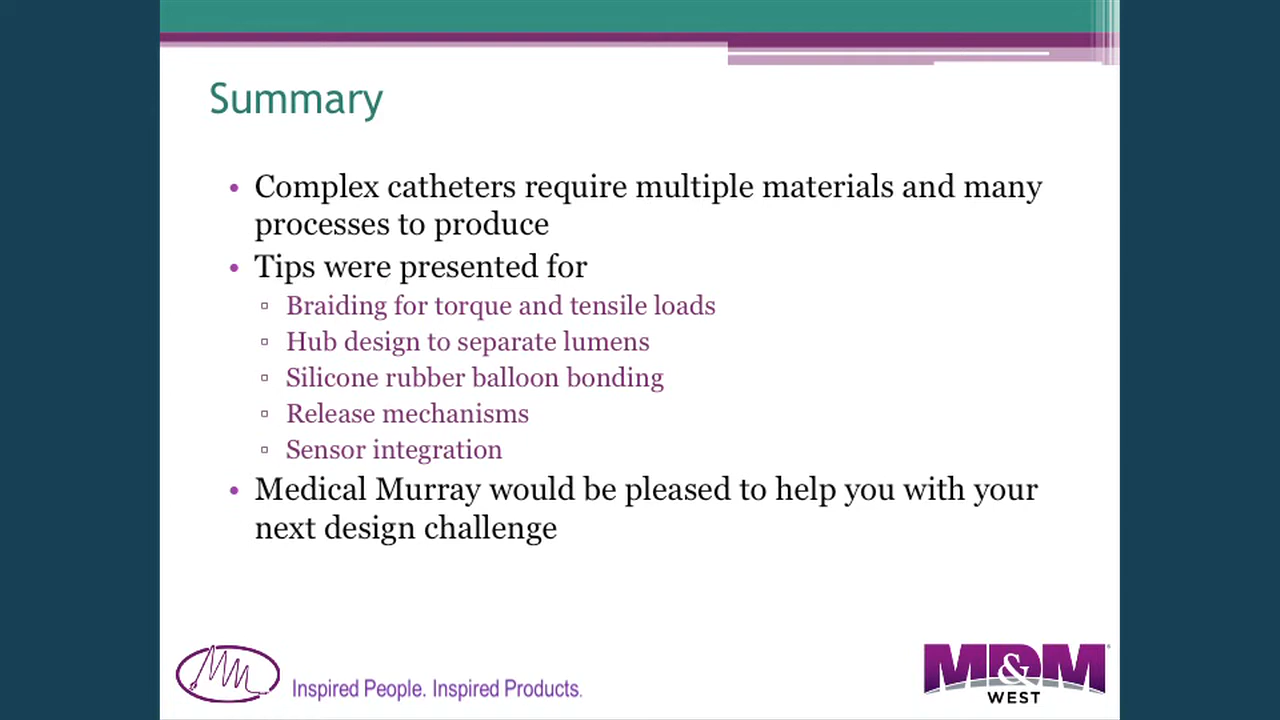 Summary
• Complex catheters require multiple materials and many
processes to produce
• Tips were presented for
▫ Braiding for torque and tensile loads
▫ Hub design to separate lumens
▫ Silicone rubber balloon bonding
▫ Release mechanisms
▫ Sensor integration
• Medical Murray would be pleased to help you with your
next design challenge
MM
Inspired People. Inspired Products.
MD&M
WEST